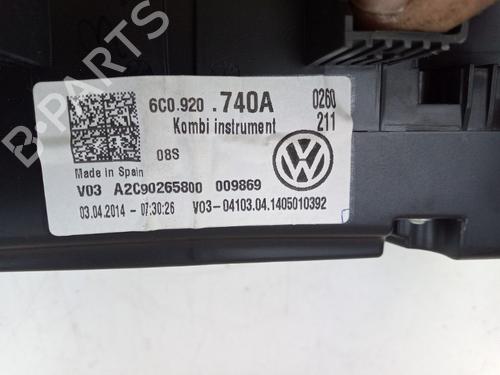 6C0.920 .740A 0260
Kombi instrument 211
08S
Made in Spain
V03 A2C90265800 009869
03.04.2014 - 07:30:26 V03-04103.04.1405010392
B-PARTS